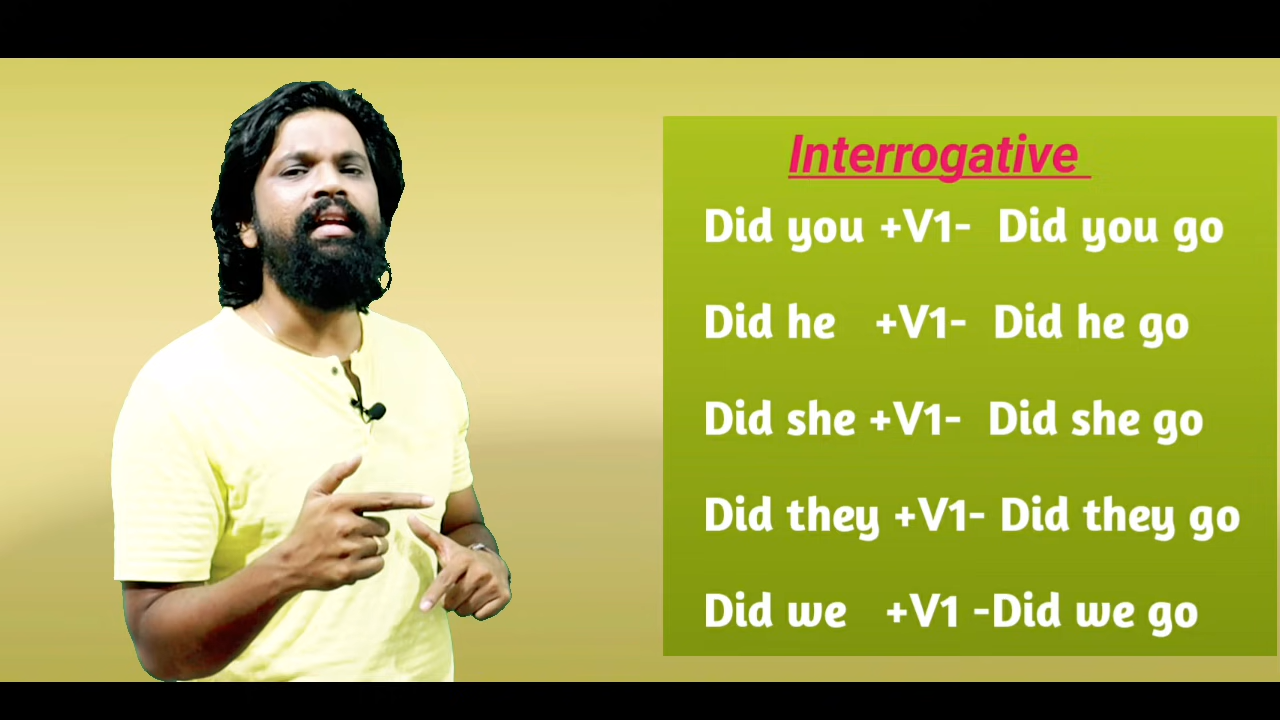 Interrogative
Did you +V1- Did you go
Did he +V1- Did he go
Did she +V1- Did she go
Did they +V1- Did they go
Did we +V1 -Did we go